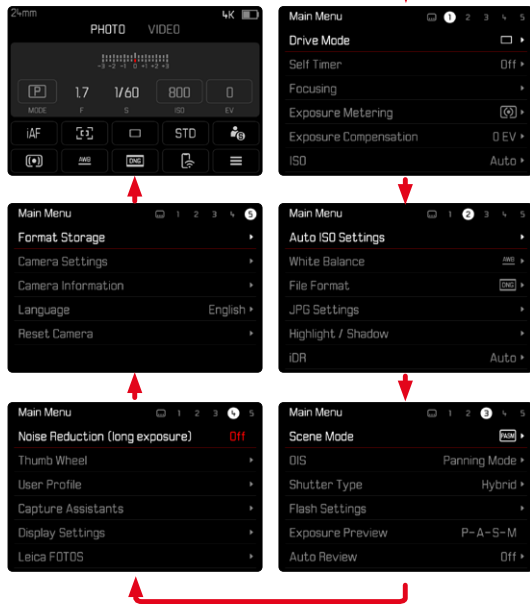 24mm 4K
PHOTO VIDEO
-3 -2 -1 0 +1 +2 +3
P 1.7 1/60 800 0
MODE F S ISO EV
iAF STD
AWB DNG
Main Menu 1 2 3 4 5
Drive Mode
Self Timer Off
Focusing
Exposure Metering
Exposure Compensation 0 EV
ISO Auto
Main Menu 1 2 3 4 5
Format Storage
Camera Settings
Camera Information
Language English
Reset Camera
Main Menu 1 2 3 4 5
Auto ISO Settings
White Balance AWB
File Format DNG
JPG Settings
Highlight / Shadow
iDR Auto
Main Menu 1 2 3 4 5
Noise Reduction (long exposure) Off
Thumb Wheel
User Profile
Capture Assistants
Display Settings
Leica FOTOS
Main Menu 1 2 3 4 5
Scene Mode PASM
OIS Panning Mode
Shutter Type Hybrid
Flash Settings
Exposure Preview P-A-S-M
Auto Review Off